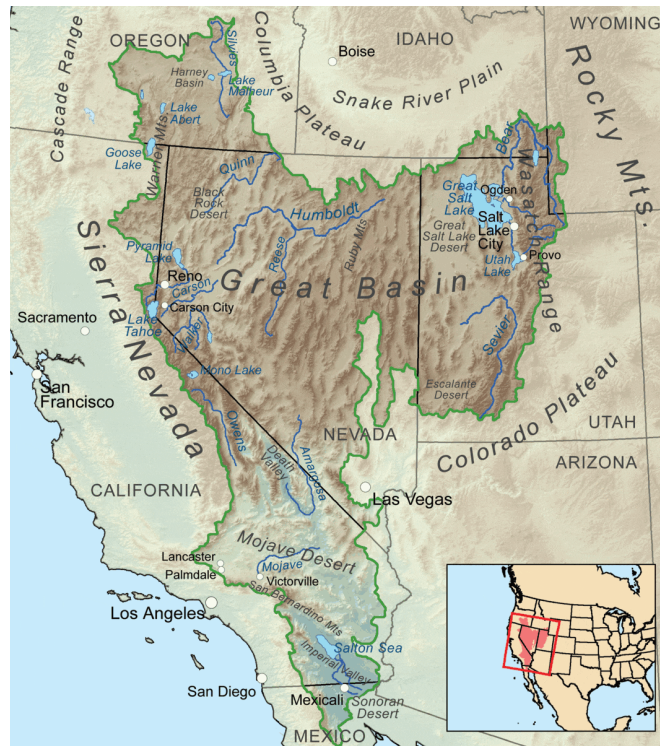 WYOMING
OREGON
IDAHO
Cascade Range
Silvies
Columbia Plateau
Boise
Rocky Mts.
Harney
Basin
Lake
Malheur
Snake River Plain
Lake
Abert
Warner Mts.
Goose
Lake
Bear
Quinn
Wasatch Range
Black
Rock
Desert
Great
Salt
Lake
Ogden
Humboldt
Salt
Lake
City
Great
Salt Lake
Desert
Pyramid
Lake
Reese
Ruby Mts
Provo
Utah
Lake
Reno
Carson
Great Basin
Carson City
Sierra Nevada
Lake
Tahoe
Walker
Sacramento
Sevier
Mono Lake
San
Francisco
Escalante
Desert
Owens
NEVADA
UTAH
Colorado Plateau
Death
Valley
Amargosa
ARIZONA
CALIFORNIA
Las Vegas
Mojave Desert
Lancaster
Palmdale
Mojave
Victorville
San Bernardino Mts
Los Angeles
Salton Sea
Imperial Valley
San Diego
Mexicali
Sonoran
Desert
MEXICO